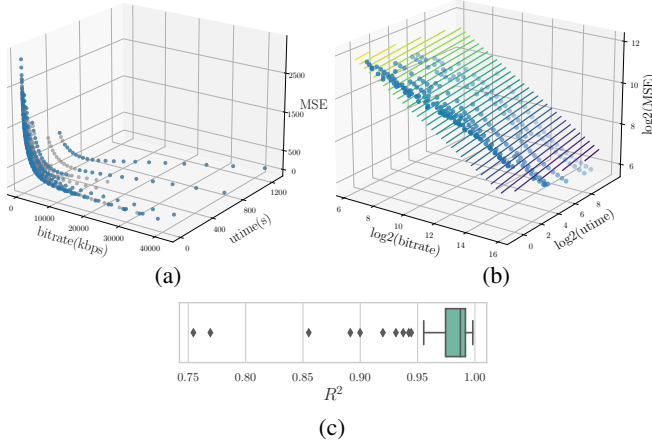 2500
MSE
1500
500
0
0
10000
20000
30000
40000
bitrate(kbps)
0
400
800
1200
utime(s)
(a)
12
10
8
6
log2(MSE)
6
8
10
12
14
16
log2(bitrate)
0
2
4
6
8
log2(utime)
(b)
0.75 0.80 0.85 0.90 0.95 1.00
R²
(c)